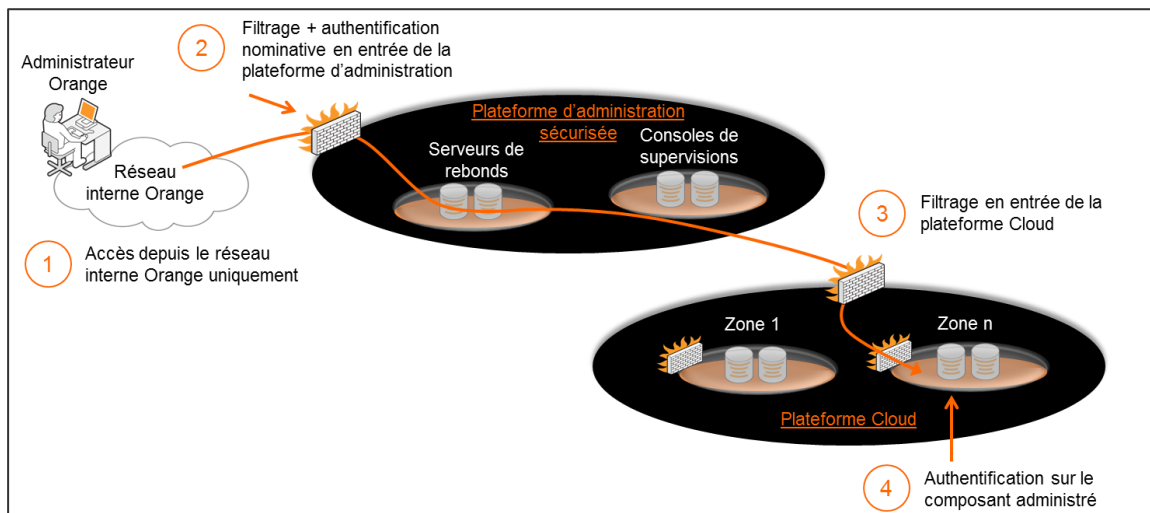 2
Filtrage + authentification
nominative en entrée de la
plateforme d'administration
Administrateur
Orange
Réseau
interne Orange
1
Accès depuis le réseau
interne Orange uniquement
Plateforme d'administration
sécurisée
Serveurs de
rebonds
Consoles de
supervisions
3
Filtrage en entrée de la
plateforme Cloud
Zone 1
Zone n
Plateforme Cloud
4
Authentification sur le
composant administré